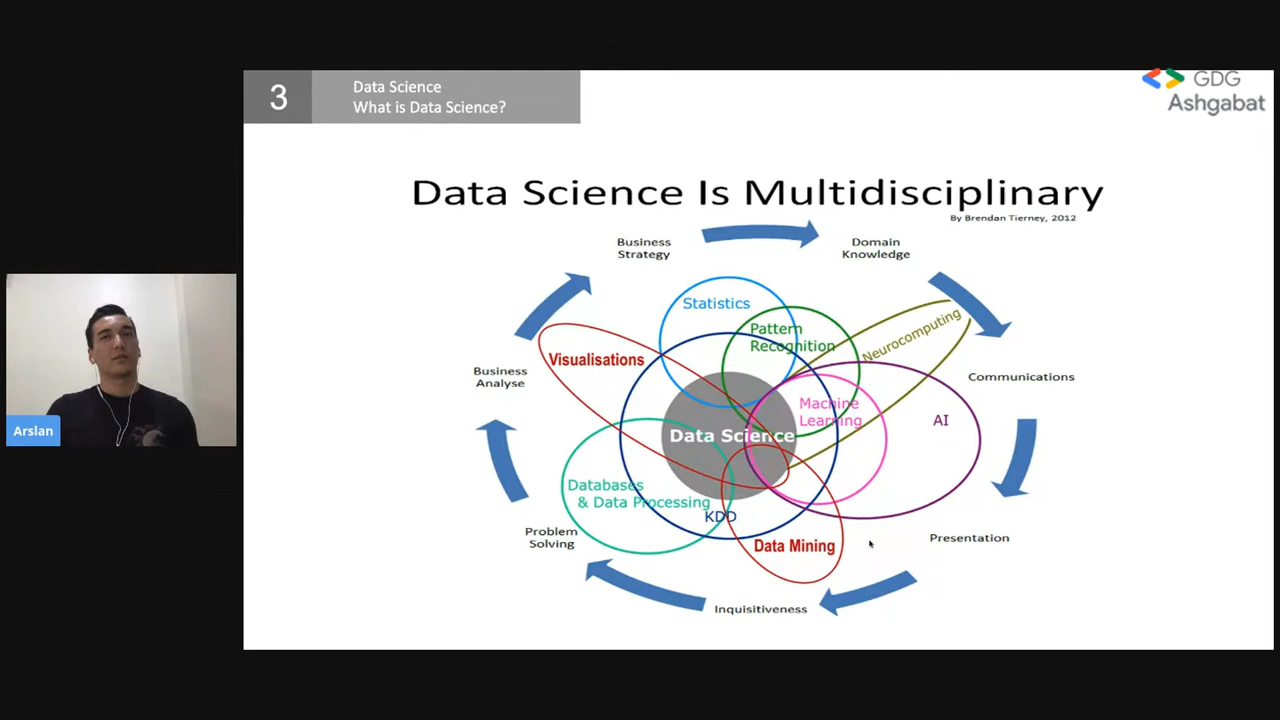 3
Data Science
What is Data Science?
GDG
Ashgabat
Data Science Is Multidisciplinary
By Brendan Tierney, 2012
Business
Strategy
Domain
Knowledge
Statistics
Pattern
Recognition
Neurocomputing
Visualisations
Business
Analyse
Communications
Machine
Learning
AI
Data Science
Arslan
Databases
& Data Processing
KDD
Problem
Solving
Data Mining
Presentation
Inquisitiveness